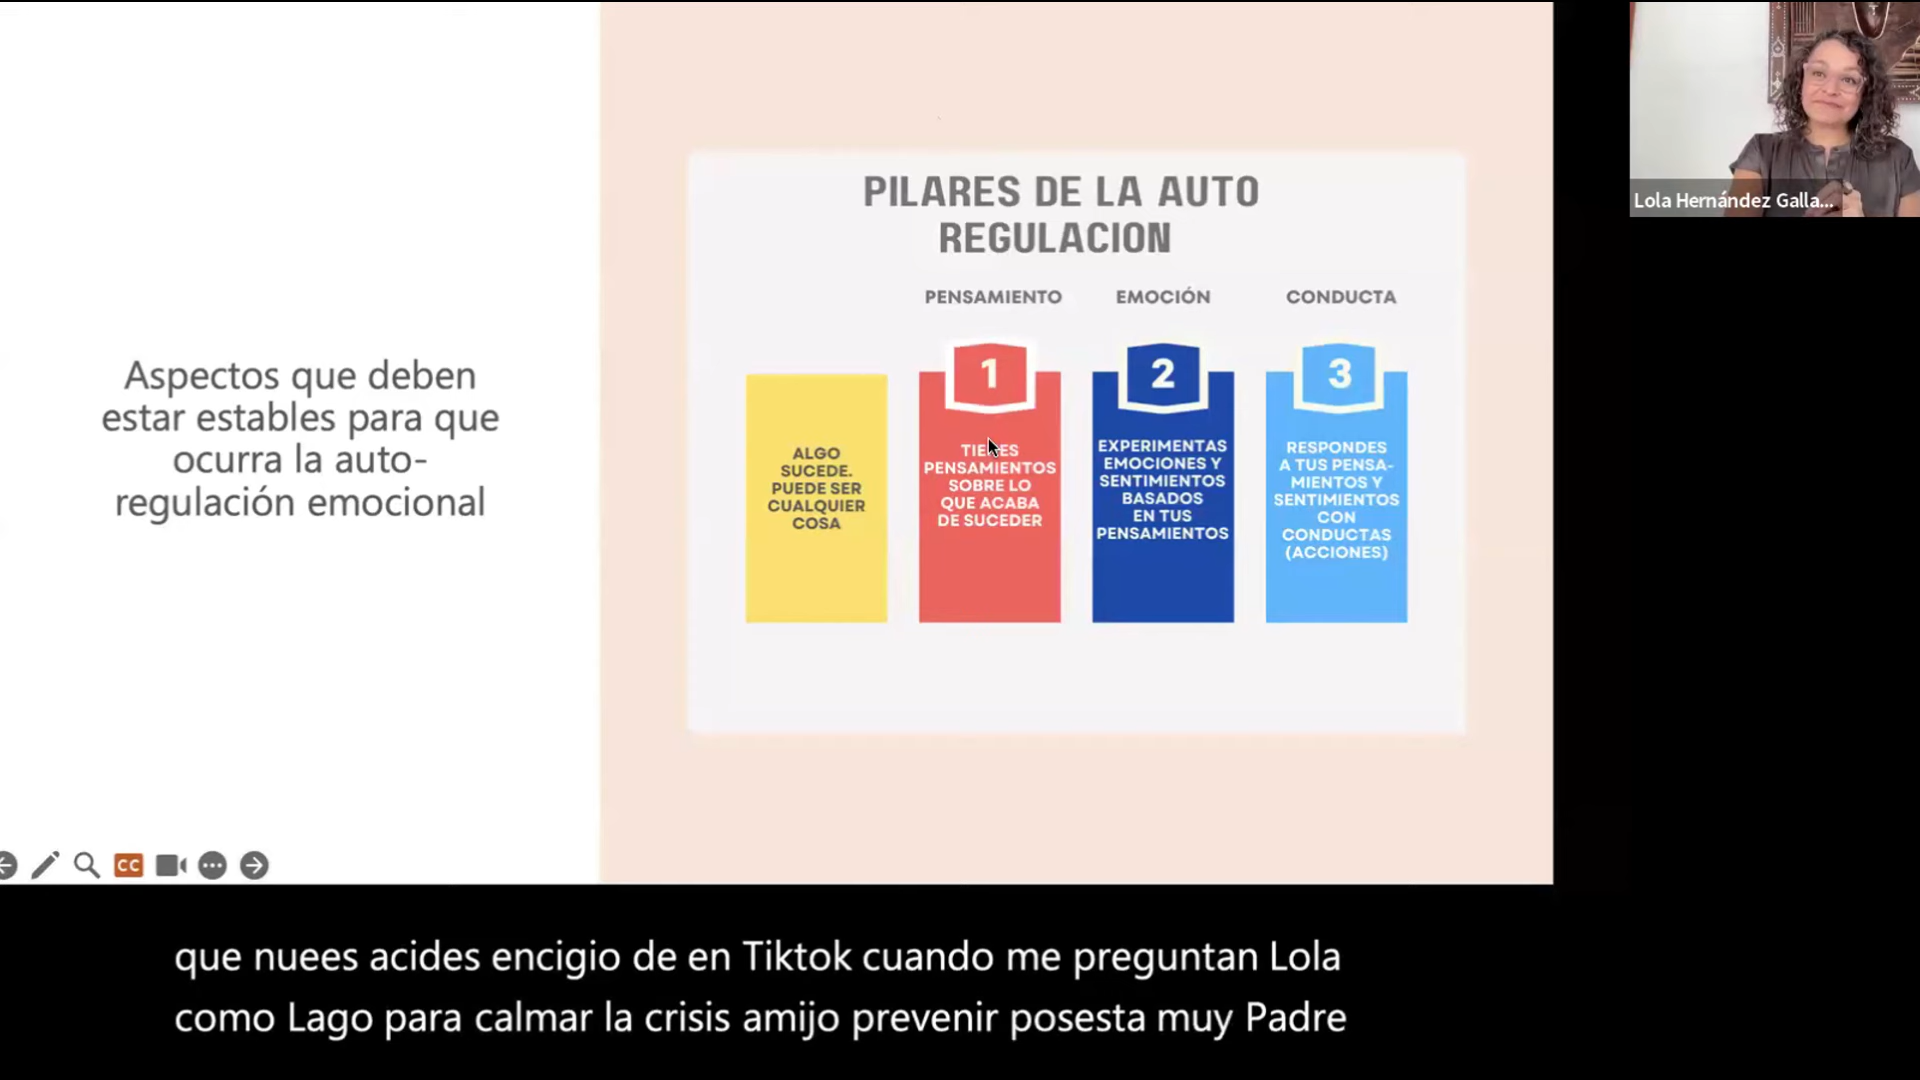 Lola Hernández Galla...
Aspectos que deben
estar estables para que
ocurra la auto-
regulación emocional
PILARES DE LA AUTO
REGULACION
PENSAMIENTO
EMOCIÓN
CONDUCTA
ALGO
SUCEDE.
PUEDE SER
CUALQUIER
COSA
1
TIENES
PENSAMIENTOS
SOBRE LO
QUE ACABA
DE SUCEDER
2
EXPERIMENTAS
EMOCIONES Y
SENTIMIENTOS
BASADOS
EN TUS
PENSAMIENTOS
3
RESPONDES
A TUS PENSA-
MIENTOS Y
SENTIMIENTOS
CON
CONDUCTAS
(ACCIONES)
CC
que nuees acides encigio de en Tiktok cuando me preguntan Lola
como Lago para calmar la crisis amijo prevenir posesta muy Padre